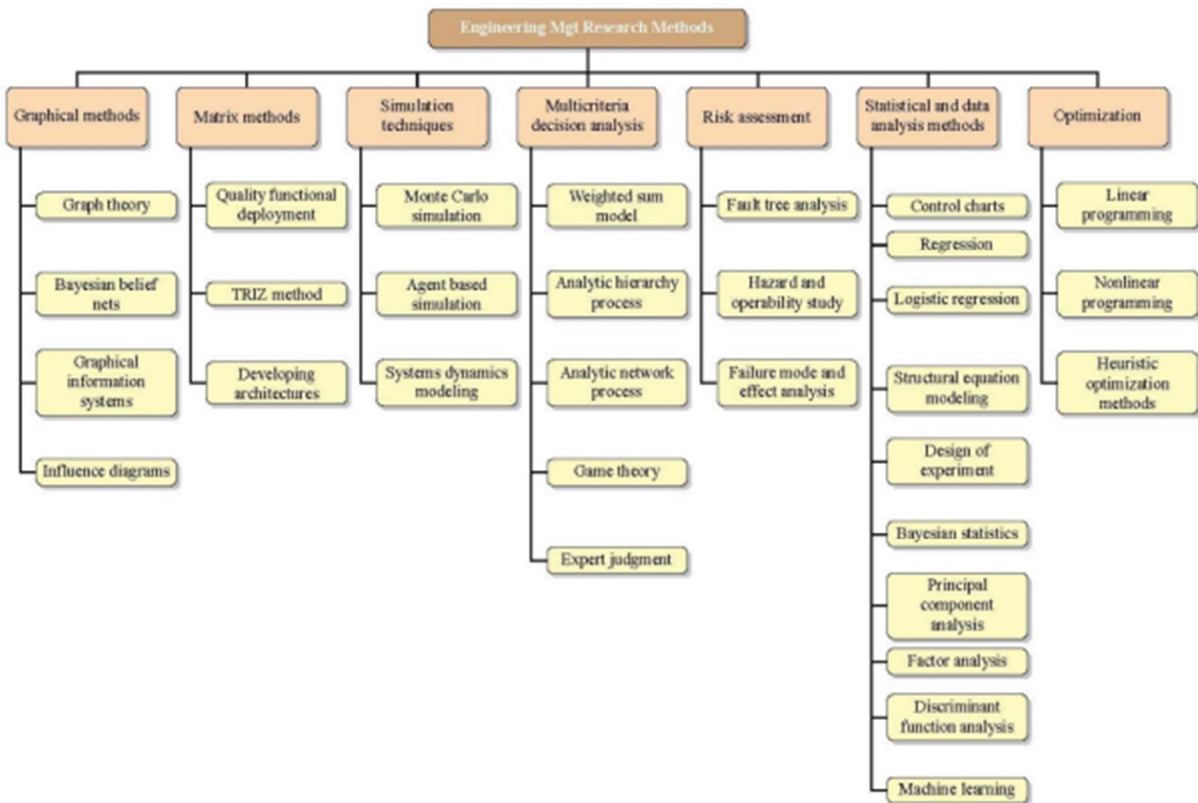 Engineering Mgt Research Methods
Graphical methods
Graph theory
Bayesian belief
nets
Graphical
information
systems
Influence diagrams
Matrix methods
Quality functional
deployment
TRIZ method
Developing
architectures
Simulation
techniques
Monte Carlo
simulation
Agent based
simulation
Systems dynamics
modeling
Multicriteria
decision analysis
Weighted sum
model
Analytic hierarchy
process
Analytic network
process
Game theory
Expert judgment
Risk assessment
Fault tree analysis
Hazard and
operability study
Failure mode and
effect analysis
Statistical and data
analysis methods
Control charts
Regression
Logistic regression
Structural equation
modeling
Design of
experiment
Bayesian statistics
Principal
component
analysis
Factor analysis
Discriminant
function analysis
Machine learning
Optimization
Linear
programming
Nonlinear
programming
Heuristic
optimization
methods